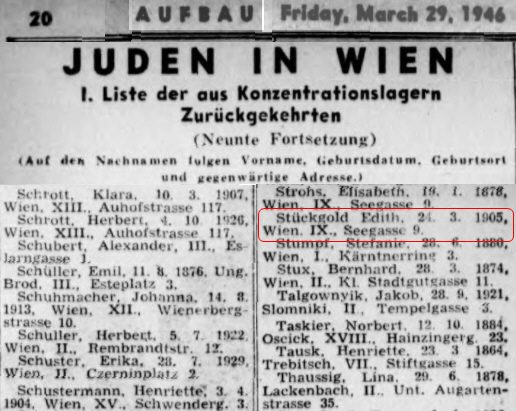 20
AUFBAU Friday, March 29, 1946
JUDEN IN WIEN
I. Liste der aus Konzentrationslagern
Zurückgekehrten
(Neunte Fortsetzung)
(Auf den Nachnamen folgen Vorname, Geburtsdatum, Geburtsort
und gegenwärtige Adresse.)
Schrott, Klara, 10. 3. 1907,
Wien, XIII., Auhofstrasse 117.
Schrott, Herbert, 4. 10. 1926,
Wien, XIII., Auhofstrasse 117.
Schubert, Alexander, III., Es-
larngasse 1.
Schüller, Emil, 11. 8. 1876, Ung.
Brod, III., Esteplatz 3.
Schuhmacher, Johanna, 14. 8.
1913, Wien, XII., Wienerberg-
strasse 10.
Schuller, Herbert, 5. 7. 1922,
Wien, II., Rembrandtstr. 12.
Schuster, Erika, 23. 7. 1929,
Wien, II., Czerninplatz 2.
Schustermann, Henriette, 3. 4.
1904, Wien, XV., Schwenderg. 3.
Strohs, Elisabeth, 19. 1. 1878,
Wien, IX., Seegasse 9.
Stückgold Edith, 24. 3. 1905,
Wien, IX., Seegasse 9.
Stumpf, Stefanie, 28. 6. 1880,
Wien, I., Kärntnerring 3.
Stux, Bernhard, 28. 3. 1874,
Wien, II., Kl. Stadtgutgasse 11.
Talgownyik, Jakob, 28. 9. 1921,
Slomniki, II., Tempelgasse 3.
Taskier, Norbert, 12. 10. 1884,
Oscick, XVIII., Hainzingerg. 23,
Tausk, Henriette, 23. 3 1864,
Trebitsch, VII., Stiftgasse 15.
Thaussig, Lina, 29. 6. 1878,
Lackenbach, II., Unt. Augarten-
strasse 35.